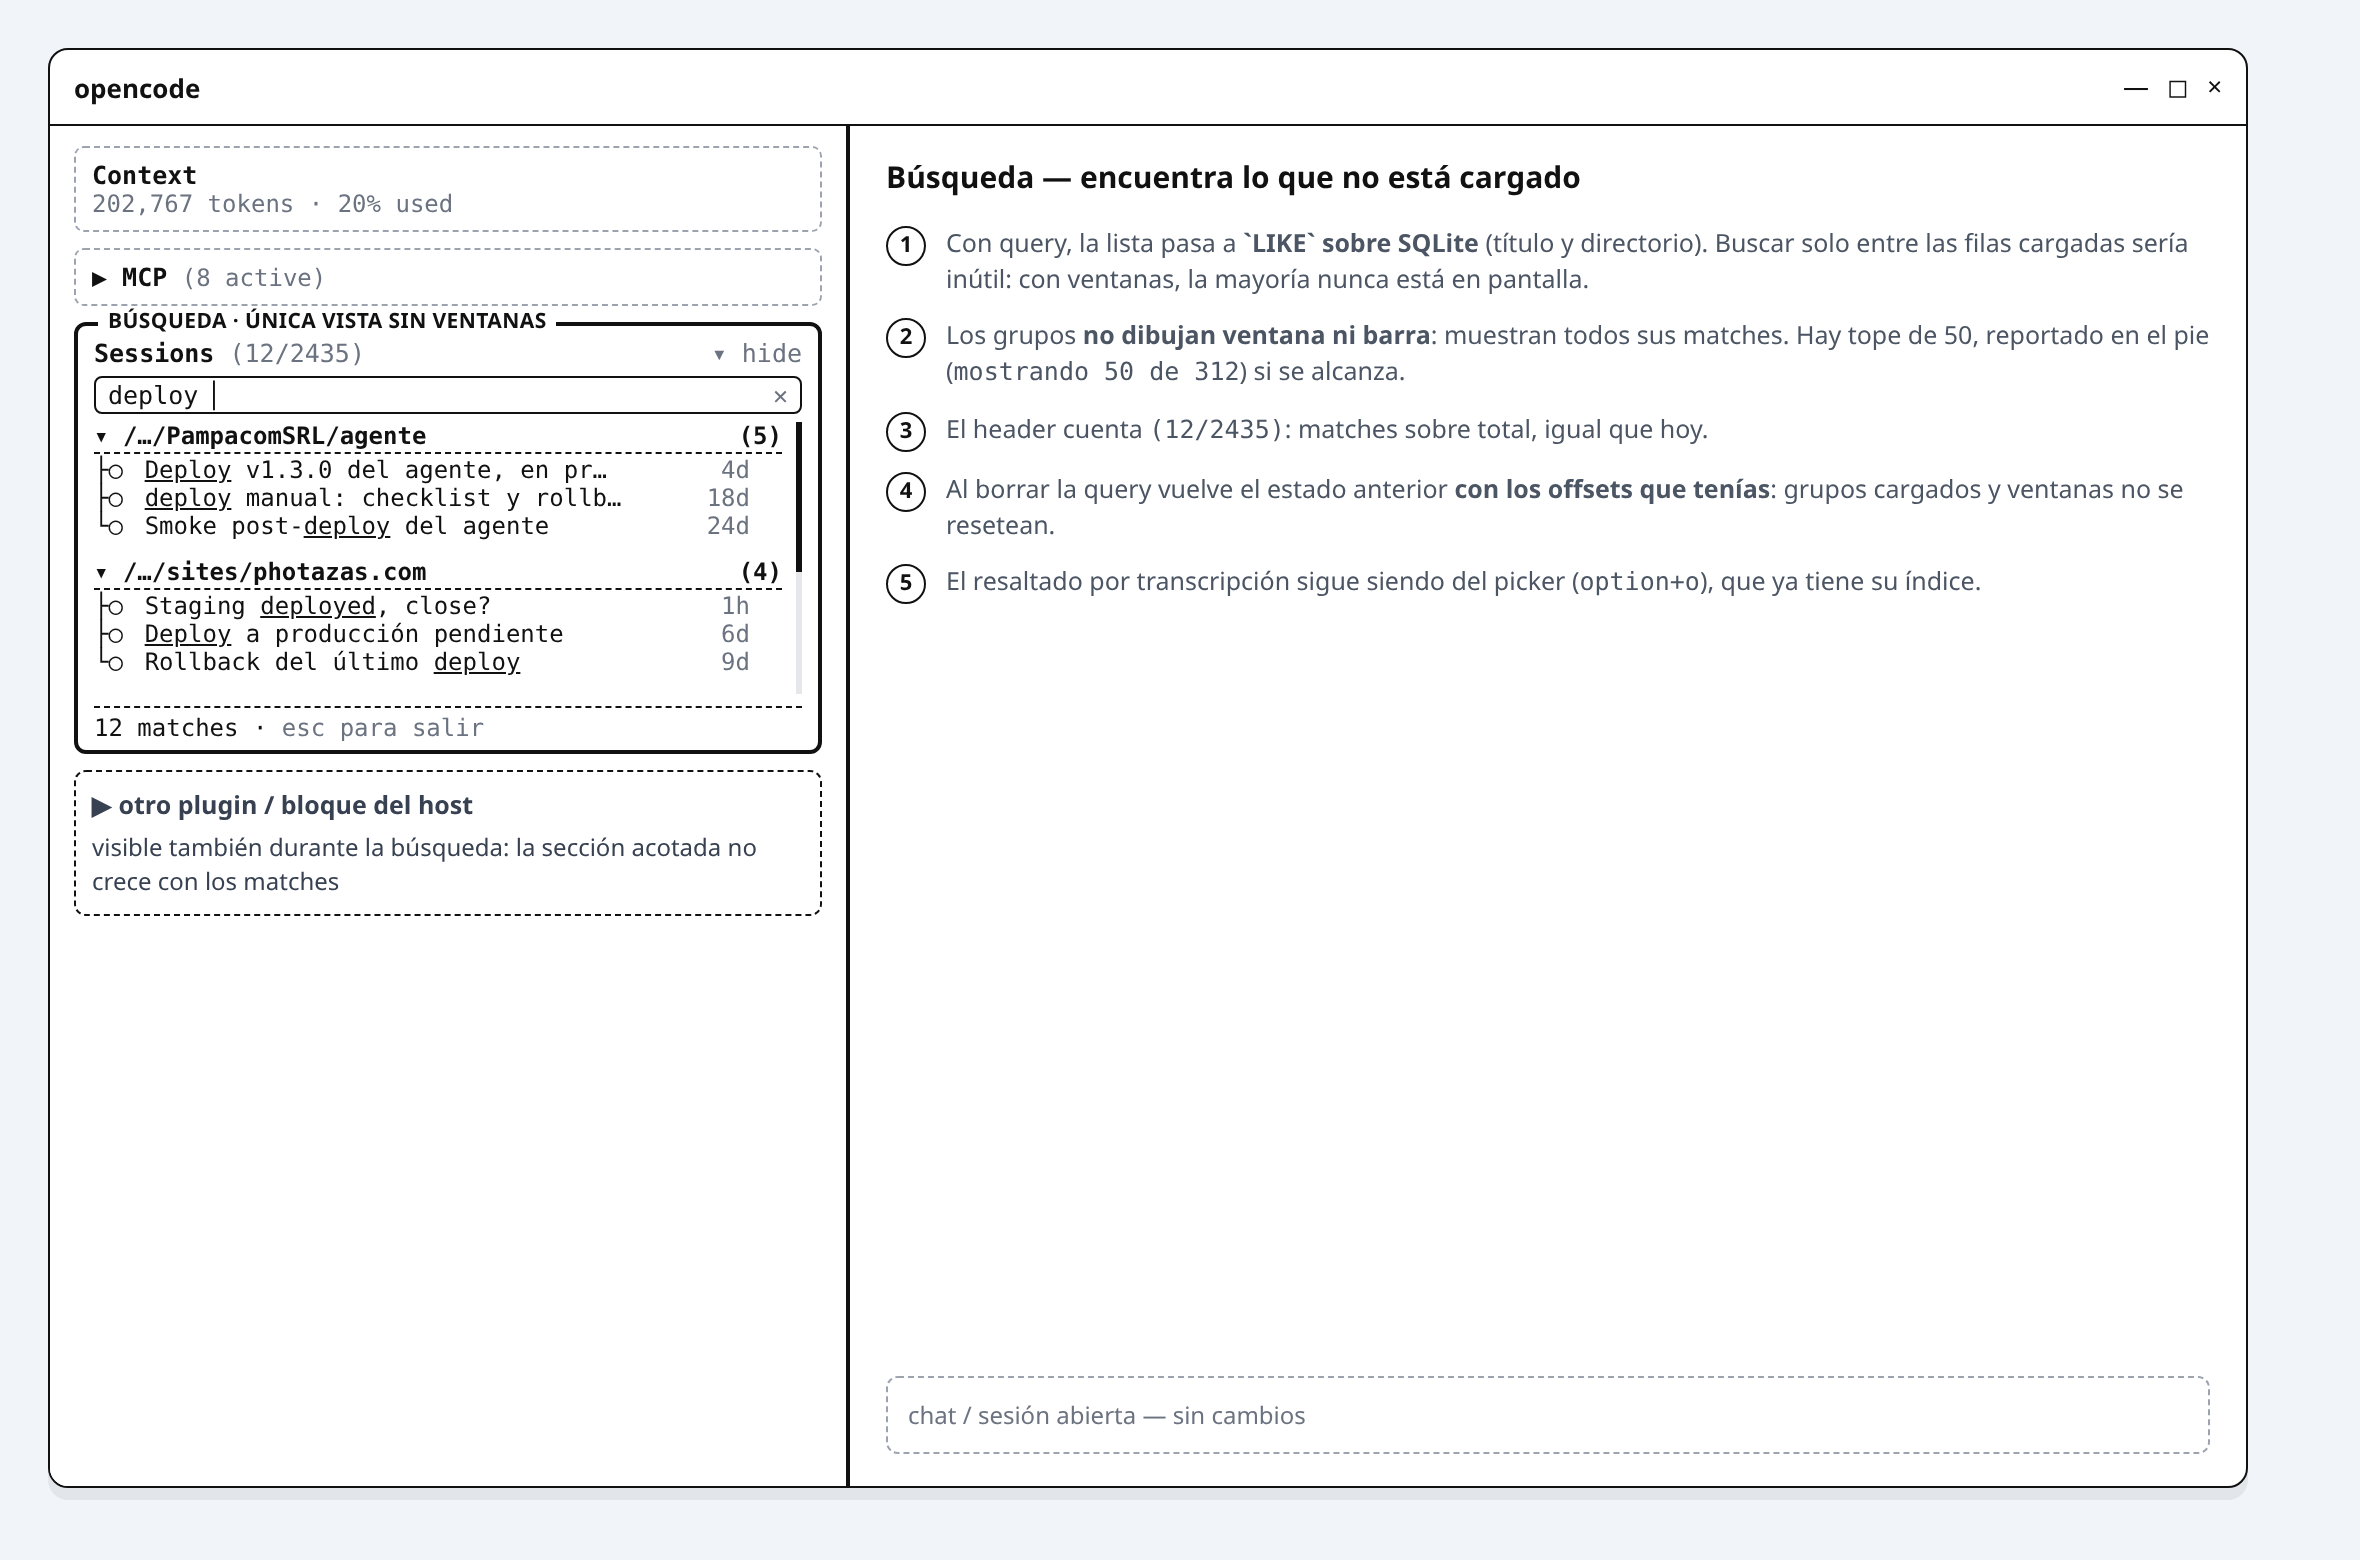 opencode
— □ ×
Context
202,767 tokens · 20% used
▶ MCP (8 active)
BÚSQUEDA · ÚNICA VISTA SIN VENTANAS
Sessions (12/2435) ▾ hide
deploy ×
▾ /…/PampacomSRL/agente (5)
├○ Deploy v1.3.0 del agente, en pr… 4d
├○ deploy manual: checklist y rollb… 18d
└○ Smoke post-deploy del agente 24d
▾ /…/sites/photazas.com (4)
├○ Staging deployed, close? 1h
├○ Deploy a producción pendiente 6d
└○ Rollback del último deploy 9d
12 matches · esc para salir
▶ otro plugin / bloque del host
visible también durante la búsqueda: la sección acotada no
crece con los matches
Búsqueda — encuentra lo que no está cargado
1 Con query, la lista pasa a `LIKE` sobre SQLite (título y directorio). Buscar solo entre las filas cargadas sería
inútil: con ventanas, la mayoría nunca está en pantalla.
2 Los grupos no dibujan ventana ni barra: muestran todos sus matches. Hay tope de 50, reportado en el pie
(mostrando 50 de 312) si se alcanza.
3 El header cuenta (12/2435): matches sobre total, igual que hoy.
4 Al borrar la query vuelve el estado anterior con los offsets que tenías: grupos cargados y ventanas no se
resetean.
5 El resaltado por transcripción sigue siendo del picker (option+o), que ya tiene su índice.
chat / sesión abierta — sin cambios